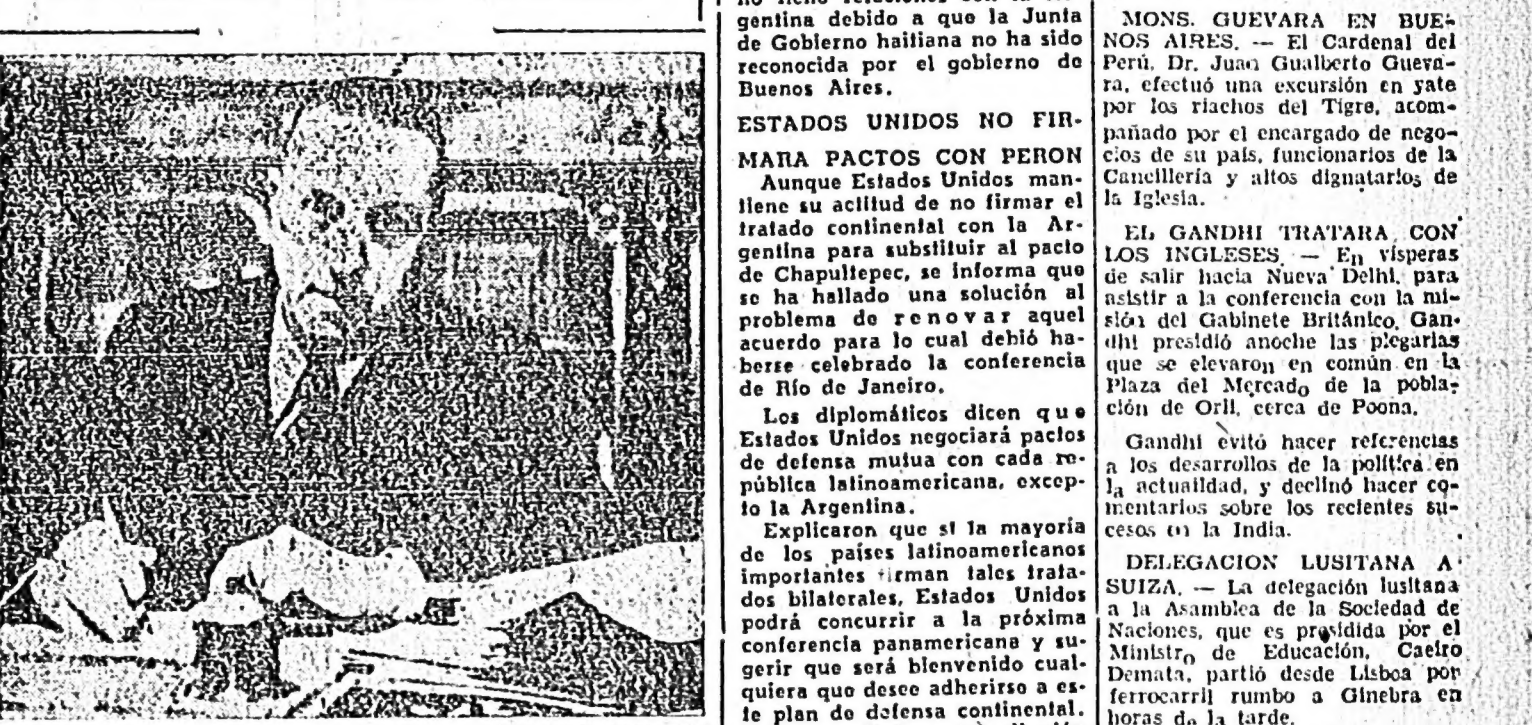 gentina debido a que la Junta
de Gobierno haitiana no ha sido
reconocida por el gobierno de
Buenos Aires.
ESTADOS UNIDOS NO FIR-
MARA PACTOS CON PERON
Aunque Estados Unidos man-
tiene su actitud de no firmar el
tratado continental con la Ar-
gentina para substituir al pacto
de Chapultepec, se informa que
se ha hallado una solución al
problema de renovar aquel
acuerdo para lo cual debió ha-
berse celebrado la conferencia
de Río de Janeiro.
Los diplomáticos dicen que
Estados Unidos negociará pactos
de defensa mutua con cada re-
pública latinoamericana, excep-
to la Argentina.
Explicaron que si la mayoría
de los países latinoamericanos
importantes firman tales trata-
dos bilaterales, Estados Unidos
podrá concurrir a la próxima
conferencia panamericana y su-
gerir que será bienvenido cual-
quiera que desee adherirse a es-
te plan de defensa continental.
MONS. GUEVARA EN BUE-
NOS AIRES. — El Cardenal del
Perú, Dr. Juan Gualberto Gueva-
ra, efectuó una excursión en yate
por los riachos del Tigre, acom-
pañado por el encargado de nego-
cios de su país, funcionarios de la
Cancillería y altos dignatarios de
la Iglesia.
EL GANDHI TRATARA CON
LOS INGLESES. — En vísperas
de salir hacia Nueva Delhi, para
asistir a la conferencia con la mi-
sión del Gabinete Británico, Gan-
dhi presidió anoche las plegarias
que se elevaron en común en la
Plaza del Mercado de la pobla-
ción de Oril, cerca de Poona.
Gandhi evitó hacer referencias
a los desarrollos de la política en
la actualidad, y declinó hacer co-
mentarios sobre los recientes su-
cesos en la India.
DELEGACION LUSITANA A
SUIZA. — La delegación lusitana
a la Asamblea de la Sociedad de
Naciones, que es presidida por el
Ministro de Educación, Caeiro
Demata, partió desde Lisboa por
ferrocarril rumbo a Ginebra en
horas de la tarde.